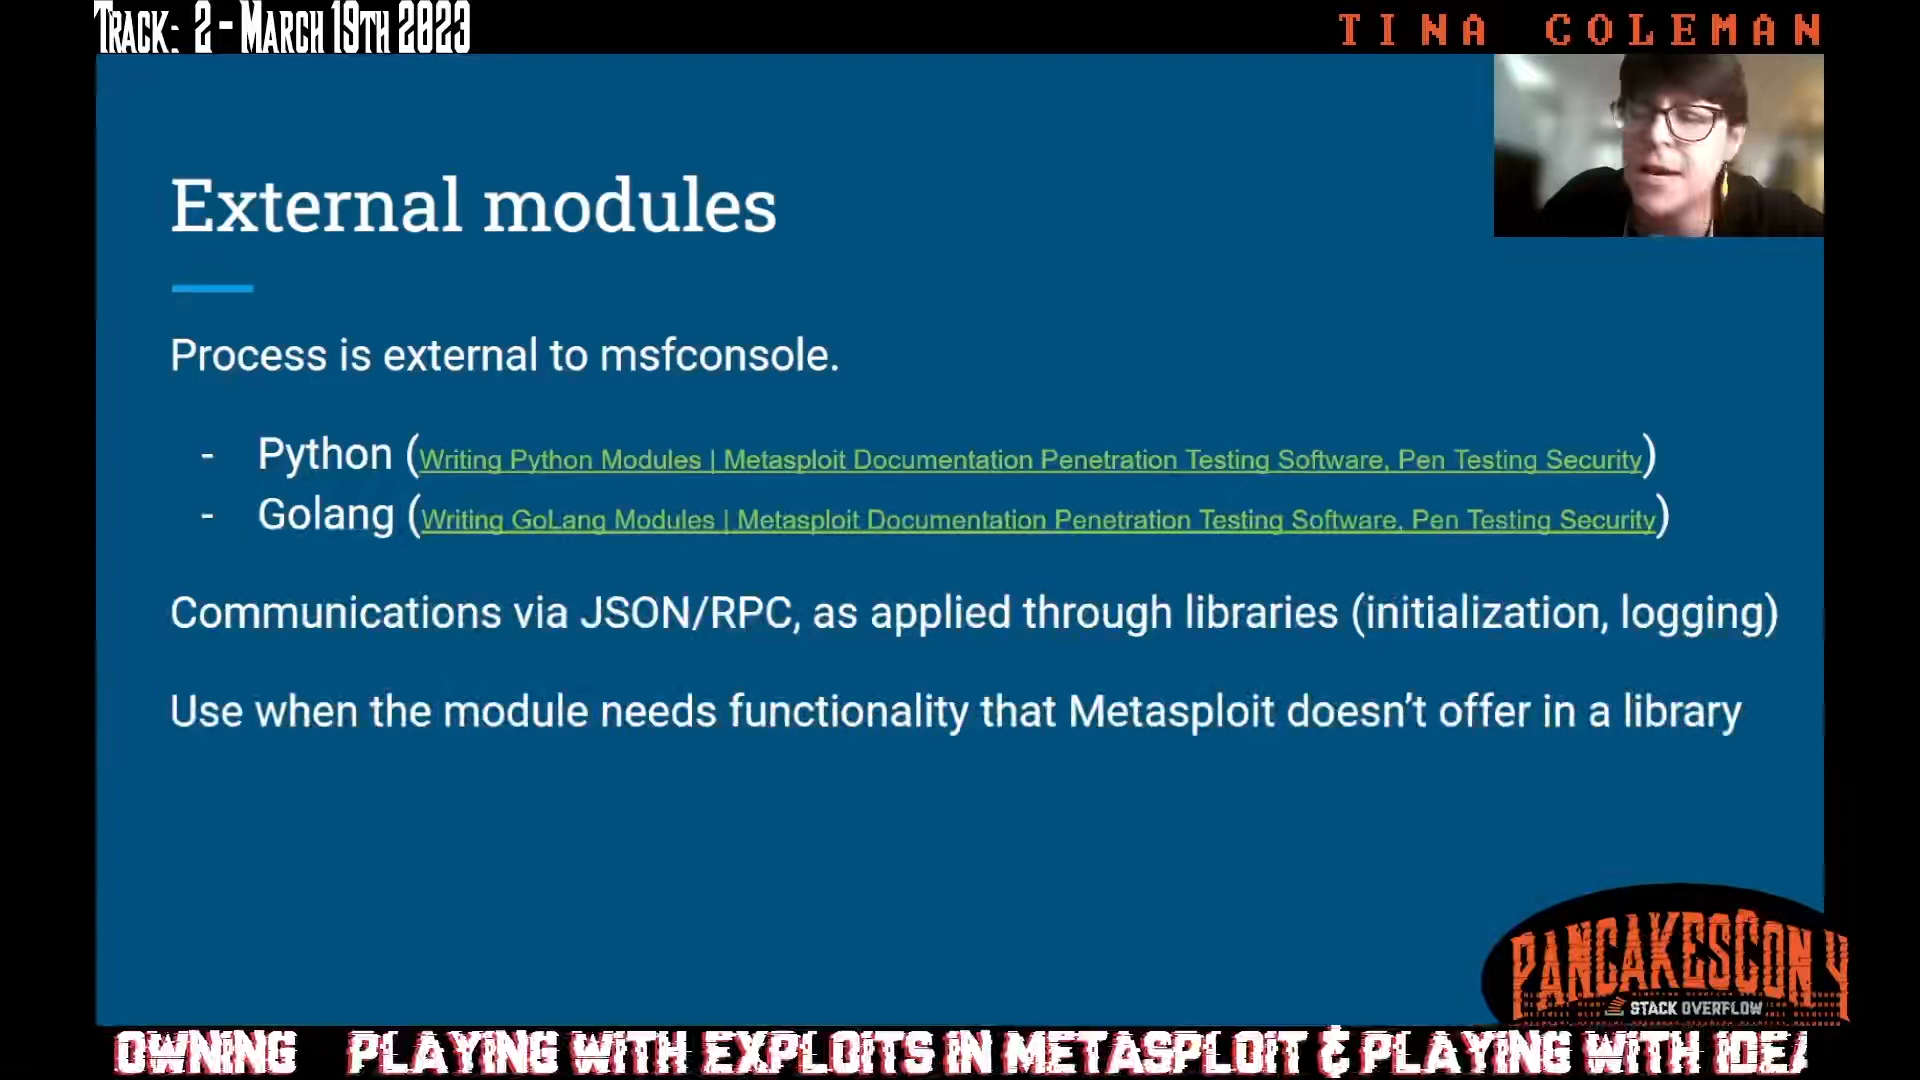 TRACK: 2 - MARCH 19TH 2023
TINA COLEMAN
External modules
Process is external to msfconsole.
- Python (Writing Python Modules | Metasploit Documentation Penetration Testing Software, Pen Testing Security)
- Golang (Writing GoLang Modules | Metasploit Documentation Penetration Testing Software, Pen Testing Security)
Communications via JSON/RPC, as applied through libraries (initialization, logging)
Use when the module needs functionality that Metasploit doesn't offer in a library
PANCAKESCON 4
STACK OVERFLOW
OWNING PLAYING WITH EXPLOITS IN METASPLOIT & PLAYING WITH IDEA